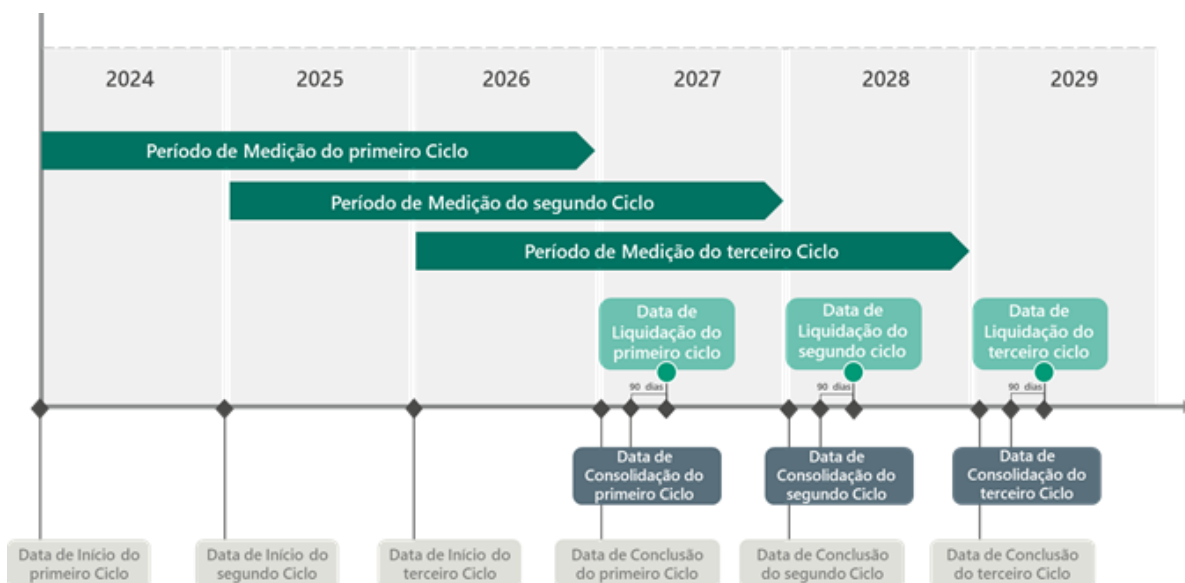 2024
2025
2026
2027
2028
2029
Período de Medição do primeiro Ciclo
Período de Medição do segundo Ciclo
Período de Medição do terceiro Ciclo
Data de
Liquidação do
primeiro ciclo
Data de
Liquidação do
segundo ciclo
Data de
Liquidação do
terceiro ciclo
90 dias
90 dias
90 dias
Data de
Consolidação do
primeiro Ciclo
Data de
Consolidação do
segundo Ciclo
Data de
Consolidação do
terceiro Ciclo
Data de Início do
primeiro Ciclo
Data de Início do
segundo Ciclo
Data de Início do
terceiro Ciclo
Data de Conclusão
do primeiro Ciclo
Data de Conclusão
do segundo Ciclo
Data de Conclusão
do terceiro Ciclo